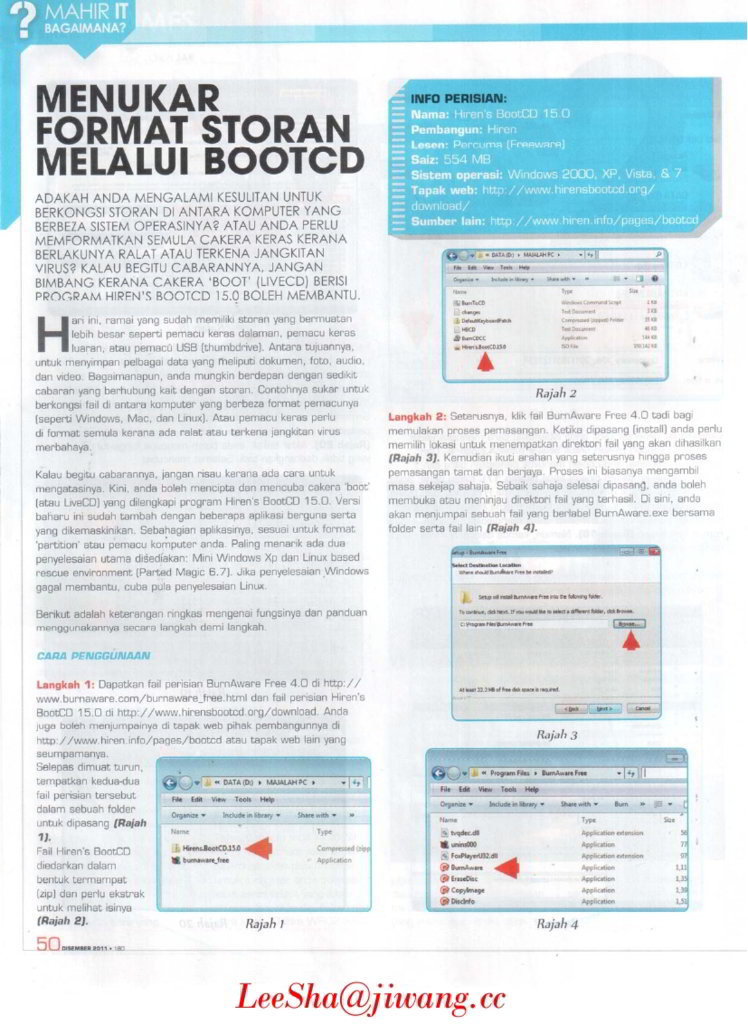 MAHIR IT
BAGAIMANA?
MENUKAR
FORMAT STORAN
MELALUI BOOTCD
ADAKAH ANDA MENGALAMI KESULITAN UNTUK
BERKONGSI STORAN DI ANTARA KOMPUTER YANG
BERBEZA SISTEM OPERASINYA? ATAU ANDA PERLU
MEMFORMATKAN SEMULA CAKERA KERAS KERANA
BERLAKUNYA RALAT ATAU TERKENA JANGKITAN
VIRUS? KALAU BEGITU CABARANNYA, JANGAN
BIMBANG KERANA CAKERA 'BOOT' (LIVECD) BERISI
PROGRAM HIREN'S BOOTCD 15.0 BOLEH MEMBANTU.
Hari ini, ramai yang sudah memiliki storan yang bermuatan
lebih besar seperti pemacu keras dalaman, pemacu keras
luaran, atau pemacu USB (thumbdrive). Antara tujuannya,
untuk menyimpan pelbagai data yang meliputi dokumen, foto, audio,
dan video. Bagaimanapun, anda mungkin berdepan dengan sedikit
cabaran yang berhubung kait dengan storan. Contohnya sukar untuk
berkongsi fail di antara komputer yang berbeza format pemacunya
(seperti Windows, Mac, dan Linux). Atau pemacu keras perlu
di format semula kerana ada ralat atau terkena jangkitan virus
merbahaya.
Kalau begitu cabarannya, jangan risau kerana ada cara untuk
mengatasinya. Kini, anda boleh mencipta dan mencuba cakera 'boot'
(atau LiveCD) yang dilengkapi program Hiren's BootCD 15.0. Versi
baharu ini sudah tambah dengan beberapa aplikasi berguna serta
yang dikemaskinikan. Sebahagian aplikasinya, sesuai untuk format
'partition' atau pemacu komputer anda. Paling menarik ada dua
penyelesaian utama disediakan: Mini Windows Xp dan Linux based
rescue environment (Parted Magic 6.7). Jika penyelesaian Windows
gagal membantu, cuba pula penyelesaian Linux.
Berikut adalah keterangan ringkas mengenai fungsinya dan panduan
menggunakannya secara langkah demi langkah.
CARA PENGGUNAAN
Langkah 1: Dapatkan fail perisian BurnAware Free 4.0 di http://
www.burnaware.com/burnaware_free.html dan fail perisian Hiren's
BootCD 15.0 di http://www.hirensbootcd.org/download. Anda
juga boleh menjumpainya di tapak web pihak pembangunnya di
http://www.hiren.info/pages/bootcd atau tapak web lain yang
seumpamanya.
Selepas dimuat turun,
tempatkan kedua-dua
fail perisian tersebut
dalam sebuah folder
untuk dipasang (Rajah
1).
Fail Hiren's BootCD
diedarkan dalam
bentuk termampat
(zip) dan perlu ekstrak
untuk melihat isinya
(Rajah 2).
« DATA (D:) ▸ MAJALAH PC ▸
File Edit View Tools Help
Organize Include in library Share with »
Name Type
Hirens.BootCD.15.0 Compressed (zipp
burnaware_free Application
Rajah 1
50 DISEMBER 2011 • 180
INFO PERISIAN:
Nama: Hiren's BootCD 15.0
Pembangun: Hiren
Lesen: Percuma (Freeware)
Saiz: 554 MB
Sistem operasi: Windows 2000, XP, Vista, & 7
Tapak web: http://www.hirensbootcd.org/
download/
Sumber lain: http://www.hiren.info/pages/bootcd
« DATA (D:) ▸ MAJALAH PC ▸
File Edit View Tools Help
Organize Include in library Share with »
Name Type Size
BurnToCD Windows Command Script 1 KB
changes Text Document 3 KB
DefaultKeyboardPatch Compressed (zipped) Folder
HBCD Text Document
BurnCDCC Application
Hiren's.BootCD.15.0 ISO File
Rajah 2
Langkah 2: Seterusnya, klik fail BurnAware Free 4.0 tadi bagi
memulakan proses pemasangan. Ketika dipasang (install) anda perlu
memilih lokasi untuk menempatkan direktori fail yang akan dihasilkan
(Rajah 3). Kemudian ikuti arahan yang seterusnya hingga proses
pemasangan tamat dan berjaya. Proses ini biasanya mengambil
masa sekejap sahaja. Sebaik sahaja selesai dipasang, anda boleh
membuka atau meninjau direktori fail yang terhasil. Di sini, anda
akan menjumpai sebuah fail yang berlabel BurnAware.exe bersama
folder serta fail lain (Rajah 4).
Setup - BurnAware Free
Select Destination Location
Where should BurnAware Free be installed?
Setup will install BurnAware Free into the following folder.
To continue, click Next. If you would like to select a different folder, click Browse.
C:\Program Files\BurnAware Free Browse...
At least 22.2 MB of free disk space is required.
< Back Next > Cancel
Rajah 3
« Program Files ▸ BurnAware Free
File Edit View Tools Help
Organize Include in library Share with Burn »
Name Type Size
tvqdec.dll Application extension 56
unins000 Application 77
FoxPlayerU32.dll Application extension 97
BurnAware Application 1,11
EraseDisc Application 1,35
CopyImage Application 1,39
DiscInfo Application 1,51
Rajah 4
LeeSha@jiwang.cc